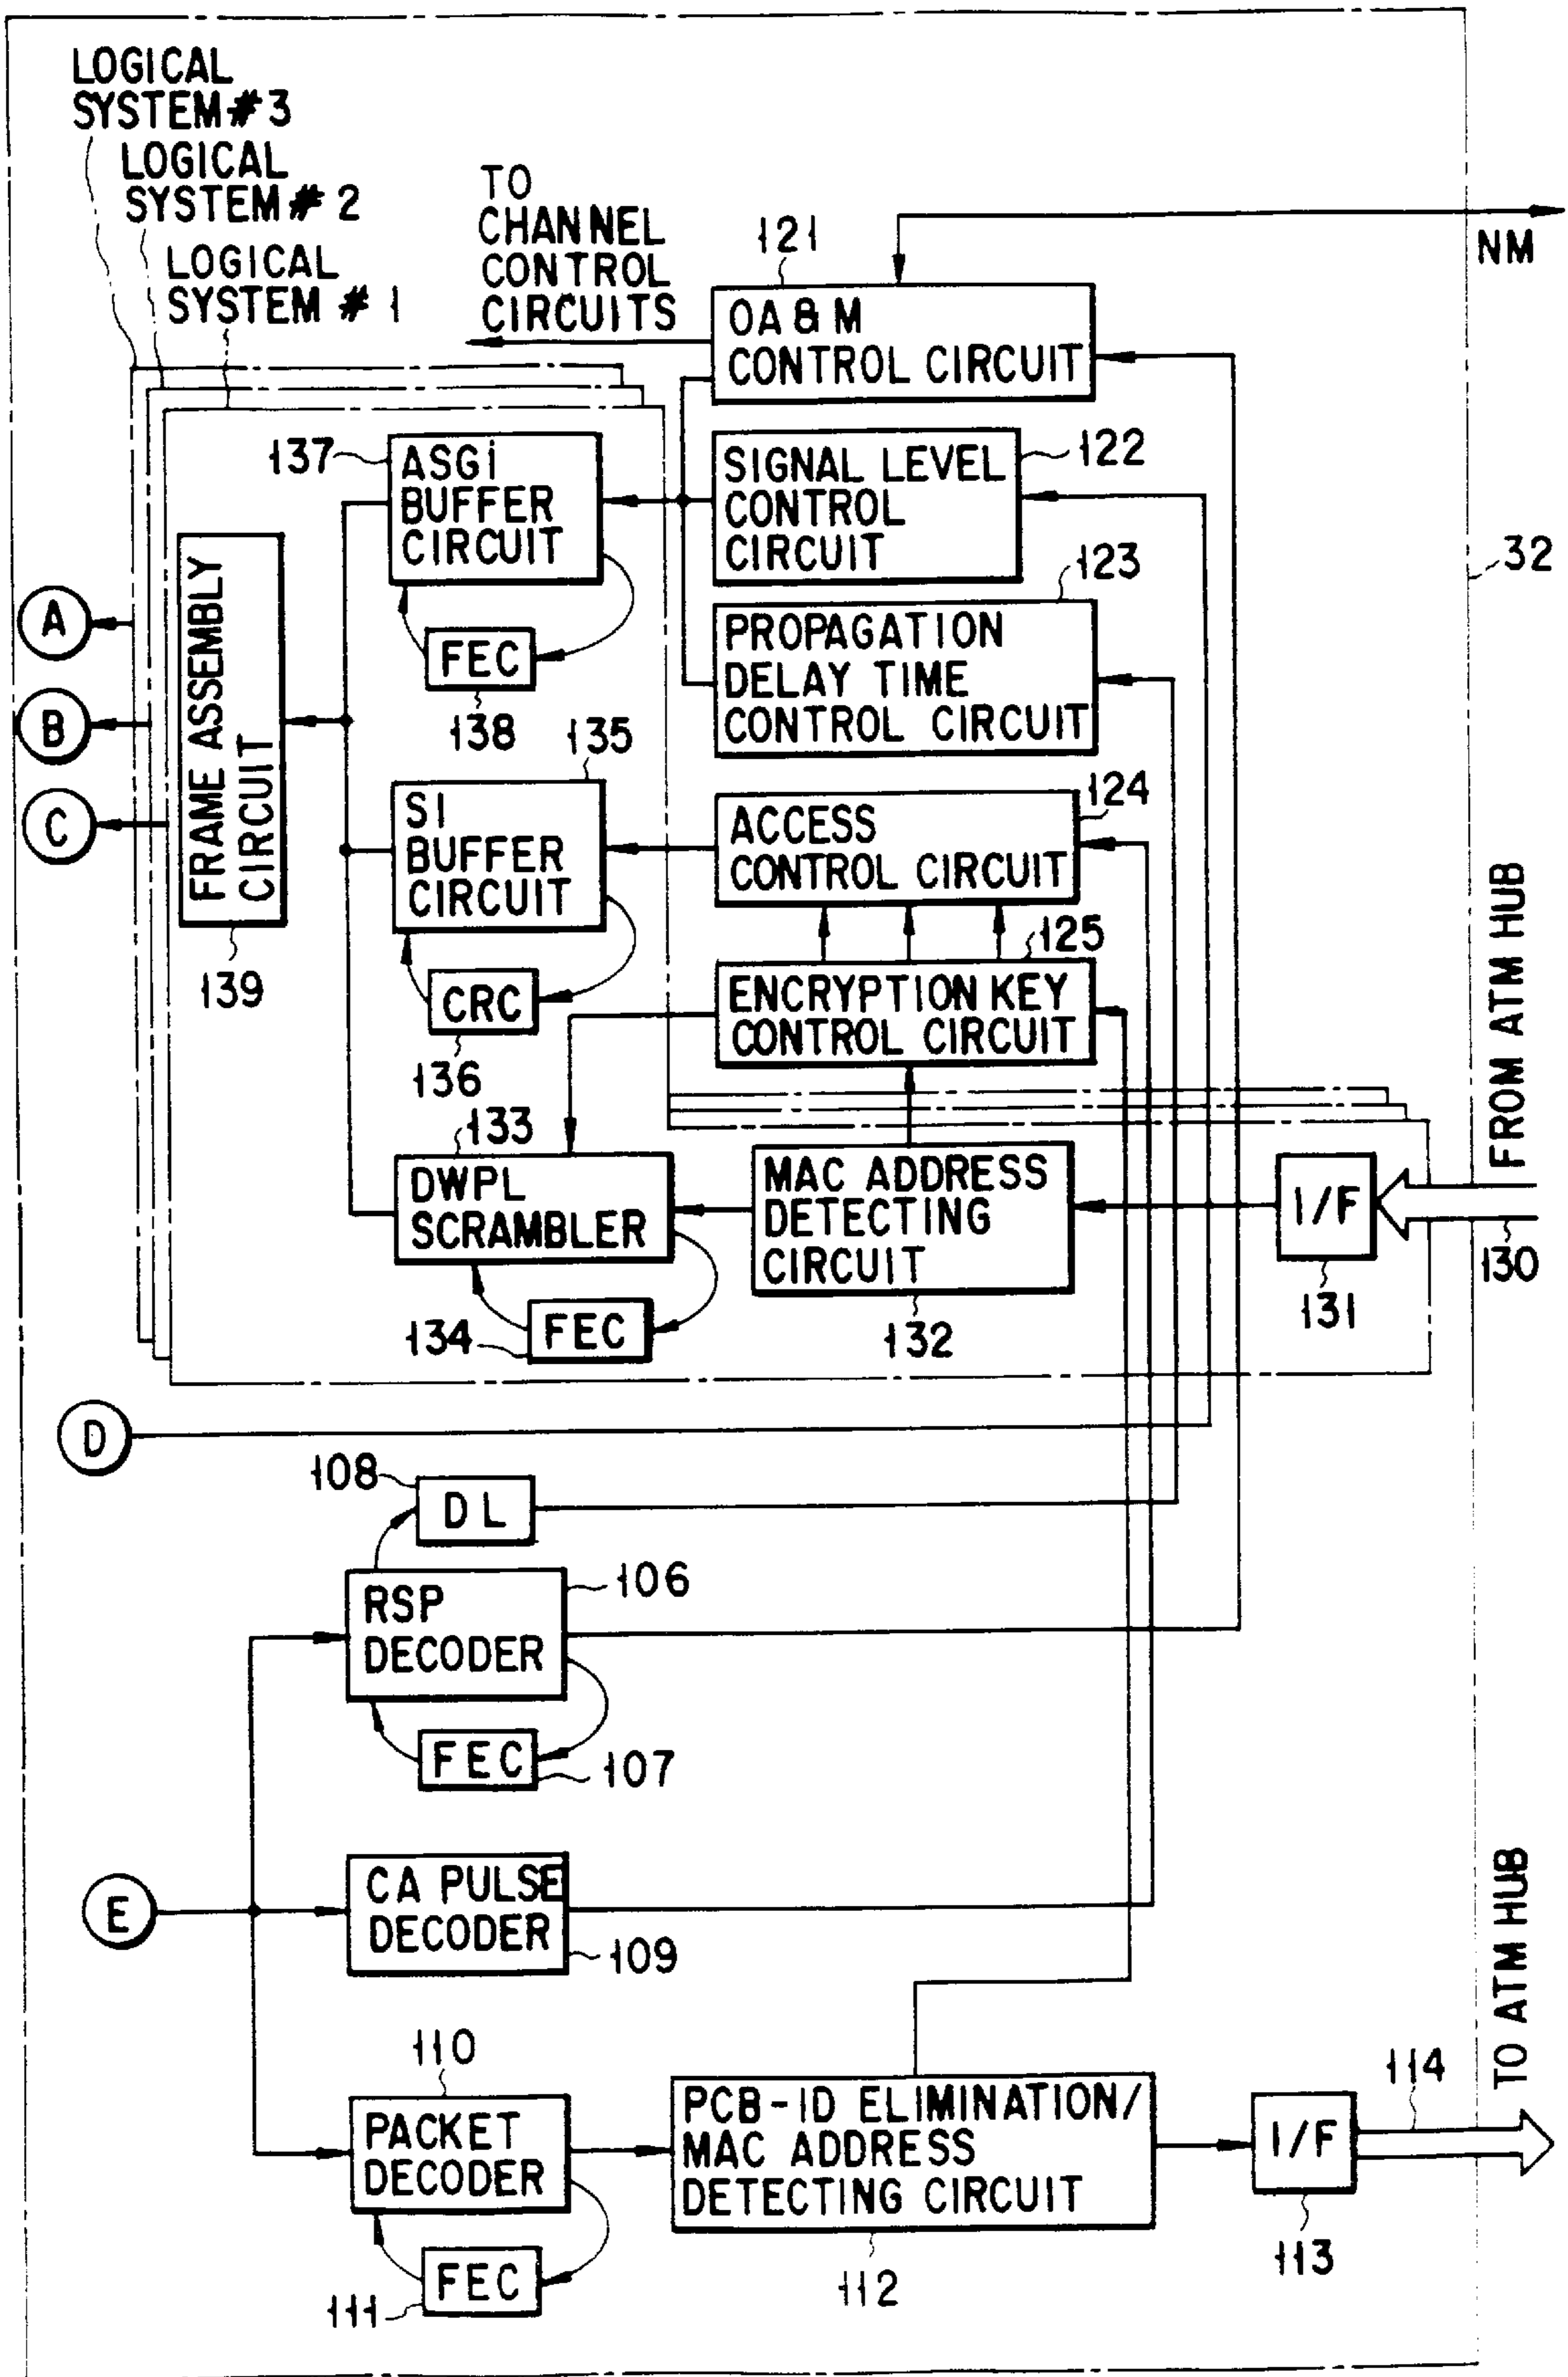 LOGICAL
SYSTEM#3
LOGICAL
SYSTEM# 2
LOGICAL
SYSTEM # 1
TO
CHANNEL
CONTROL
CIRCUITS
121
NM
OA & M
CONTROL CIRCUIT
137
ASGi
BUFFER
CIRCUIT
SIGNAL LEVEL
CONTROL
CIRCUIT
122
123
32
A
B
C
FRAME ASSEMBLY
CIRCUIT
139
FEC
138
PROPAGATION
DELAY TIME
CONTROL CIRCUIT
135
SI
BUFFER
CIRCUIT
124
ACCESS
CONTROL CIRCUIT
125
CRC
136
ENCRYPTION KEY
CONTROL CIRCUIT
FROM ATM HUB
133
DWPL
SCRAMBLER
MAC ADDRESS
DETECTING
CIRCUIT
I/F
130
131
134
FEC
132
D
108
DL
106
RSP
DECODER
FEC
107
E
CA PULSE
DECODER
109
110
PACKET
DECODER
PCB-ID ELIMINATION/
MAC ADDRESS
DETECTING CIRCUIT
I/F
114
TO ATM HUB
113
112
FEC
111